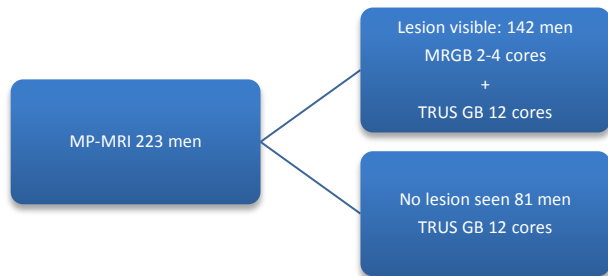 MP-MRI 223 men
Lesion visible: 142 men
MRGB 2-4 cores
+
TRUS GB 12 cores
No lesion seen 81 men
TRUS GB 12 cores